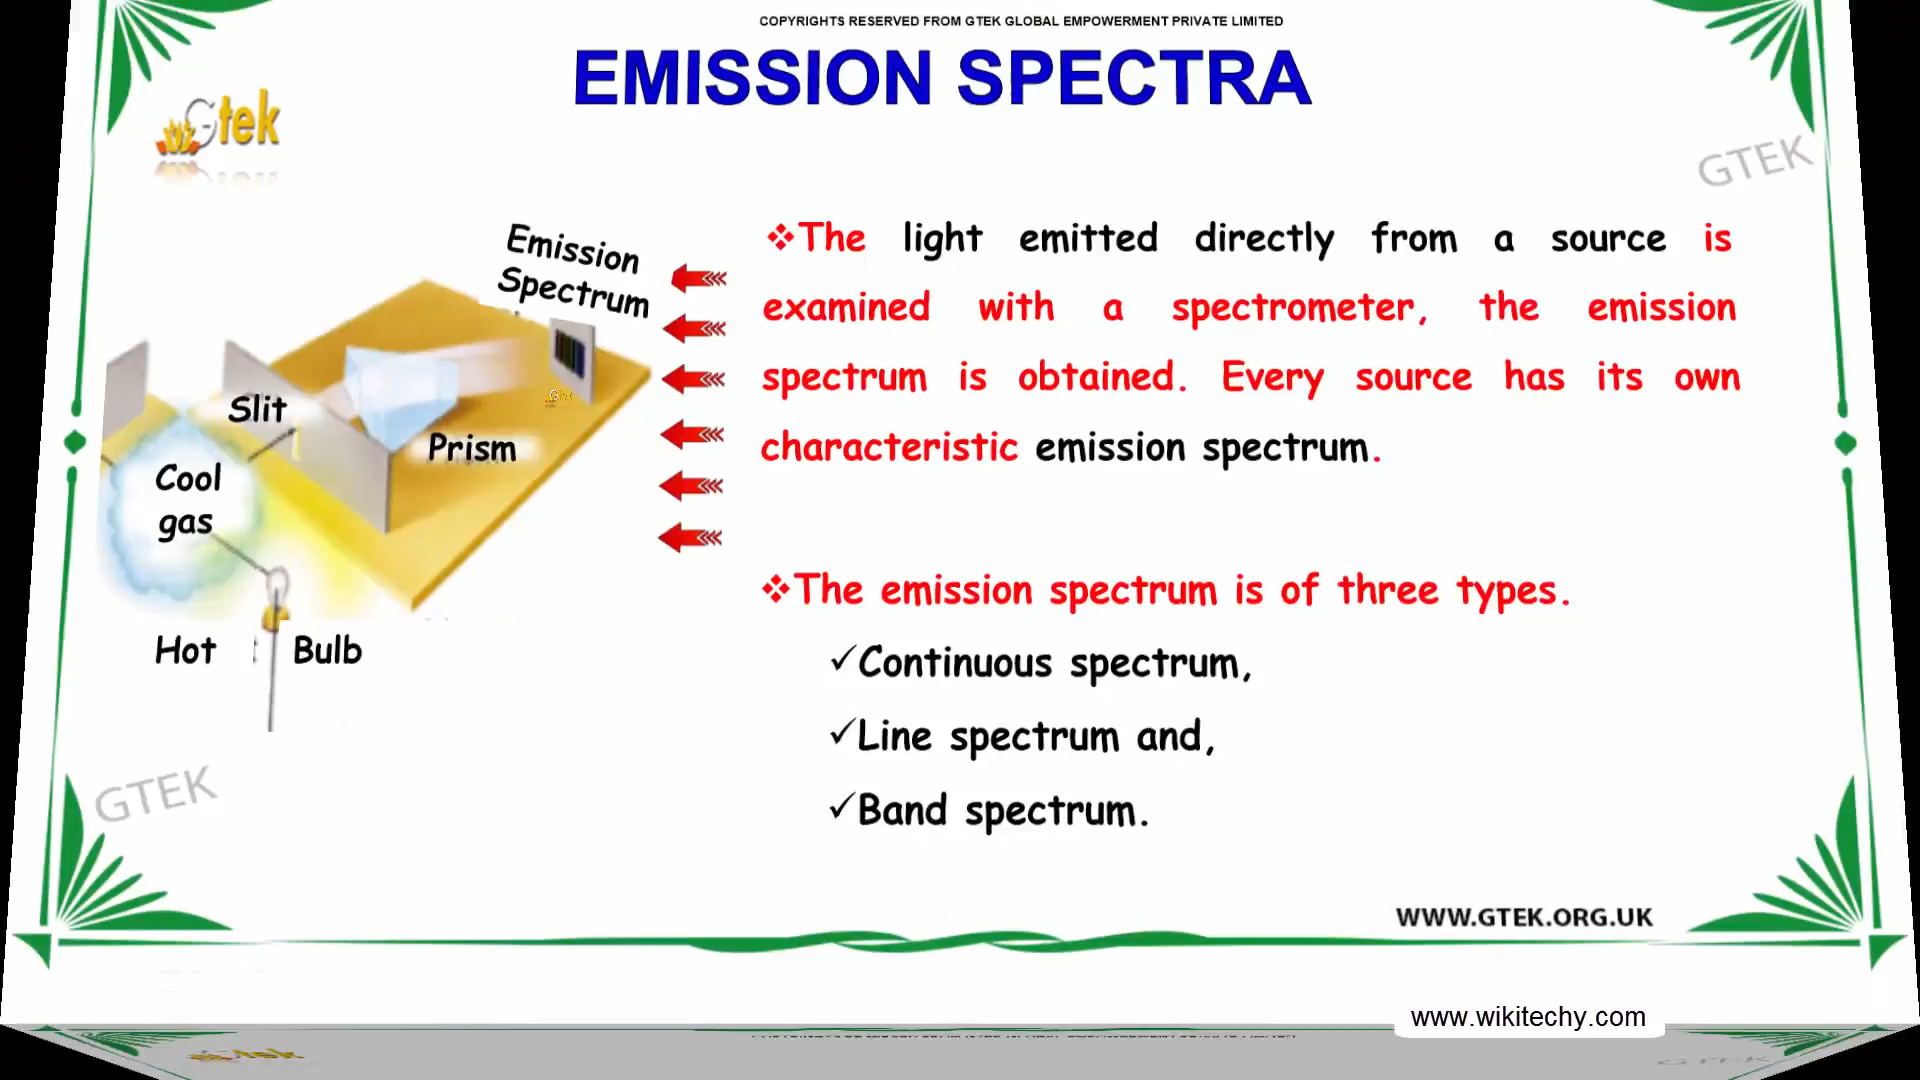 COPYRIGHTS RESERVED FROM GTEK GLOBAL EMPOWERMENT PRIVATE LIMITED
EMISSION SPECTRA
Gtek
GTEK
Emission
Spectrum
Slit
Prism
Cool
gas
Hot Bulb
❖The light emitted directly from a source is
examined with a spectrometer, the emission
spectrum is obtained. Every source has its own
characteristic emission spectrum.
❖The emission spectrum is of three types.
✓Continuous spectrum,
✓Line spectrum and,
✓Band spectrum.
GTEK
WWW.GTEK.ORG.UK
www.wikitechy.com